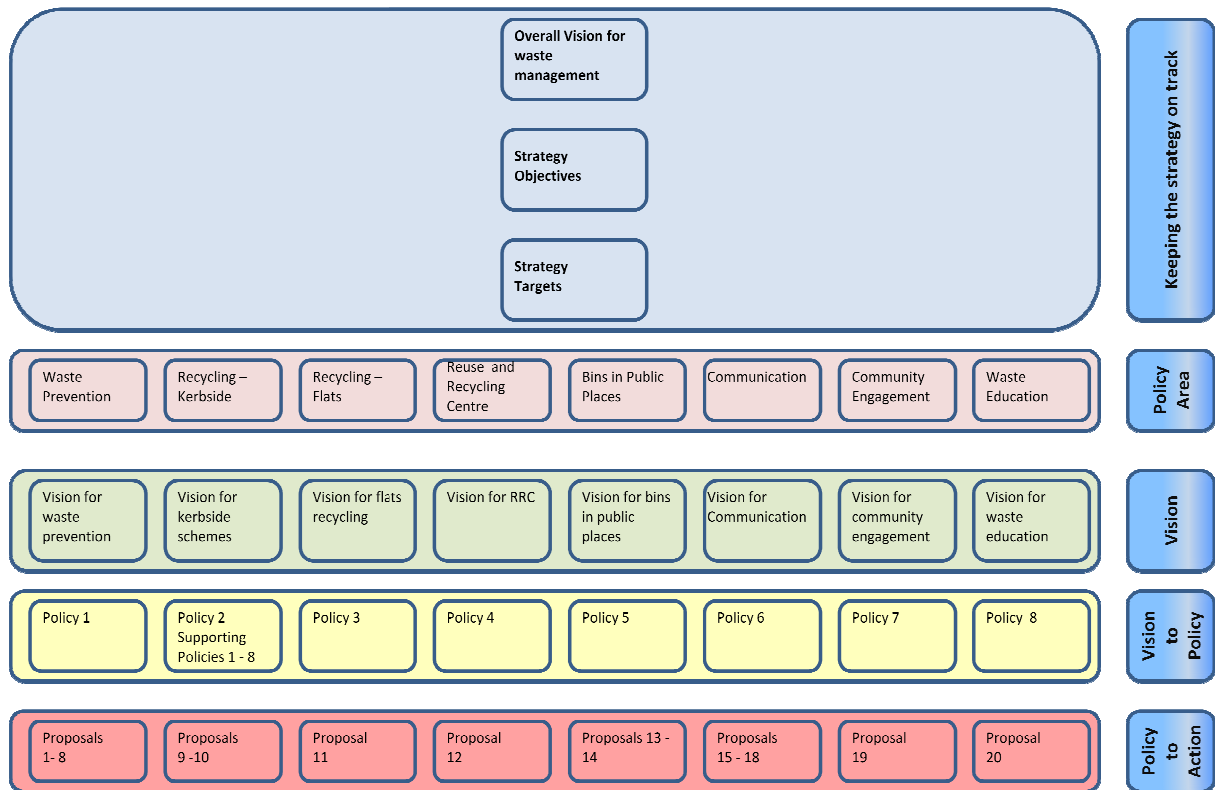 Overall Vision for
waste
management
Strategy
Objectives
Strategy
Targets
Keeping the strategy on track
Waste
Prevention
Recycling –
Kerbside
Recycling –
Flats
Reuse and
Recycling
Centre
Bins in Public
Places
Communication
Community
Engagement
Waste
Education
Policy
Area
Vision for
waste
prevention
Vision for
kerbside
schemes
Vision for flats
recycling
Vision for RRC
Vision for bins
in public
places
Vision for
Communication
Vision for
community
engagement
Vision for
waste
education
Vision
Policy 1
Policy 2
Supporting
Policies 1 - 8
Policy 3
Policy 4
Policy 5
Policy 6
Policy 7
Policy 8
Vision
to
Policy
Proposals
1- 8
Proposals
9 -10
Proposal
11
Proposal
12
Proposals 13 -
14
Proposals
15 - 18
Proposal
19
Proposal
20
Policy
to
Action